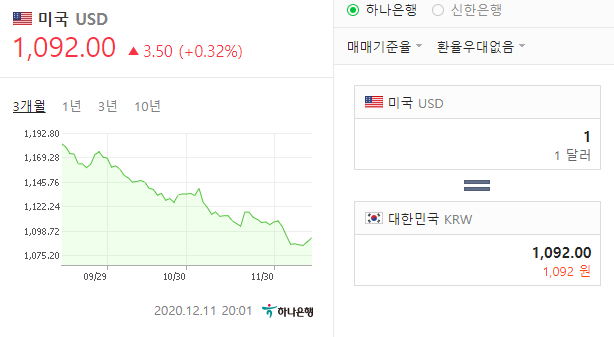 미국 USD
1,092.00 ▲ 3.50 (+0.32%)
3개월 1년 3년 10년
1,192.80
1,169.28
1,145.76
1,122.24
1,098.72
1,075.20
09/29 10/30 11/30
2020.12.11 20:01 하나은행
하나은행 신한은행
매매기준율 환율우대없음
미국 USD
1
1 달러
대한민국 KRW
1,092.00
1,092 원